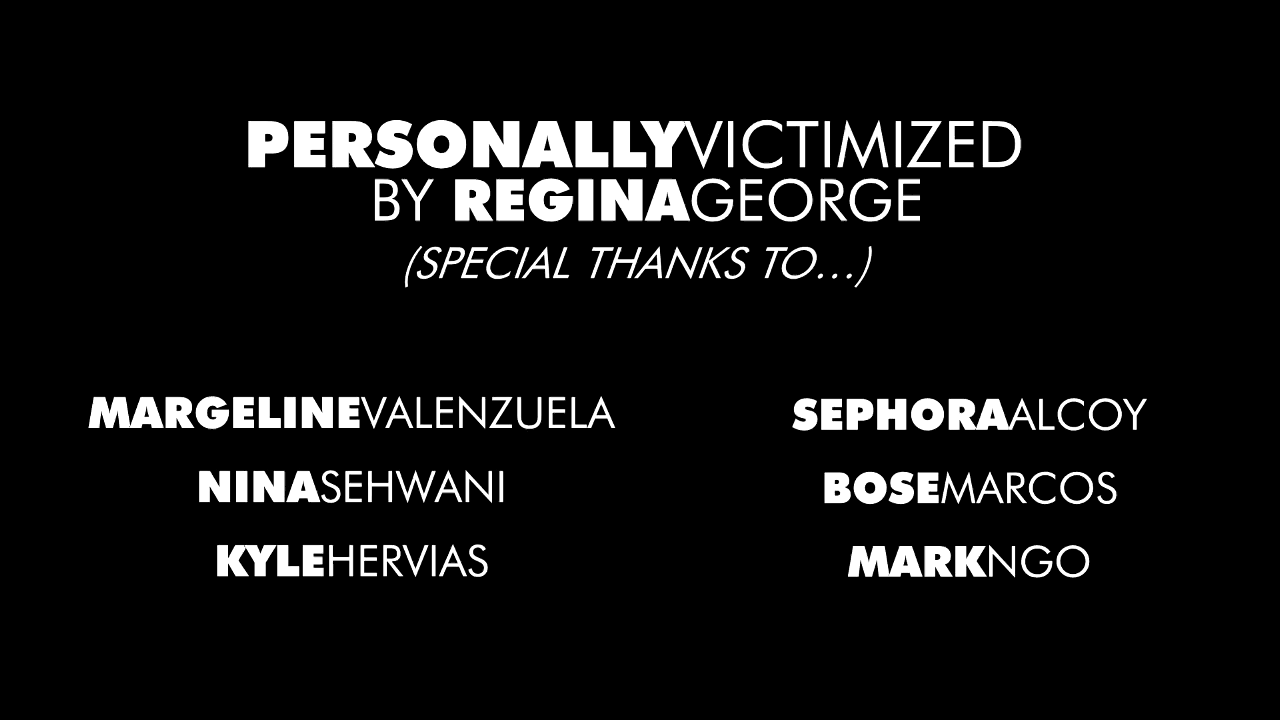 PERSONALLYVICTIMIZED
BY REGINAGEORGE
(SPECIAL THANKS TO...)
MARGELINEVALENZUELA
NINASEHWANI
KYLEHERVIAS
SEPHORAALCOY
BOSEMARCOS
MARKNGO